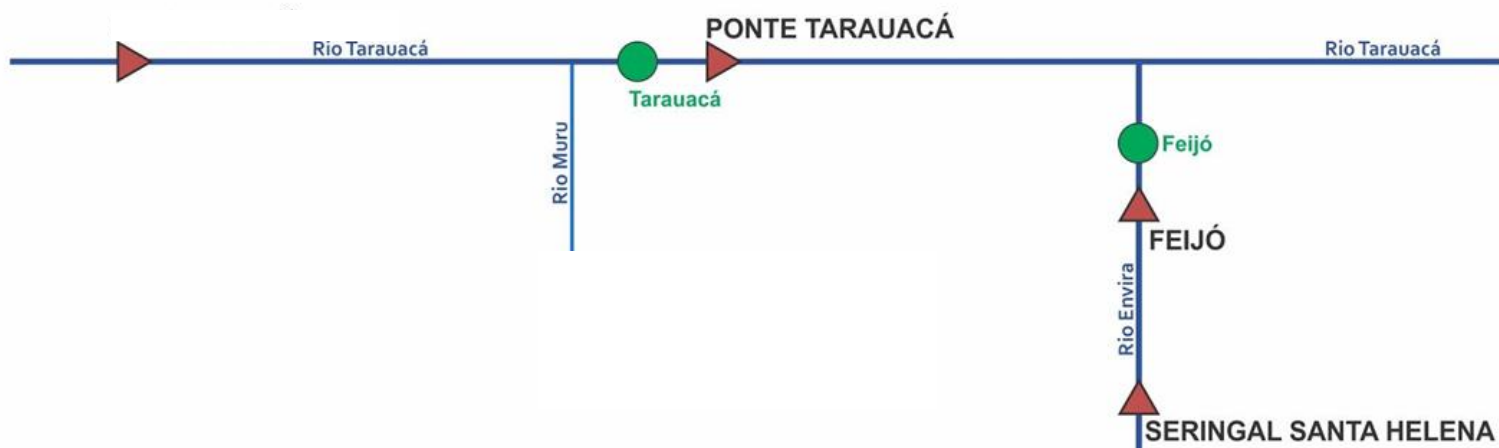 PONTE TARAUACÁ
Rio Tarauacá
Rio Tarauacá
Tarauacá
Rio Muru
Feijó
FEIJÓ
Rio Envira
SERINGAL SANTA HELENA